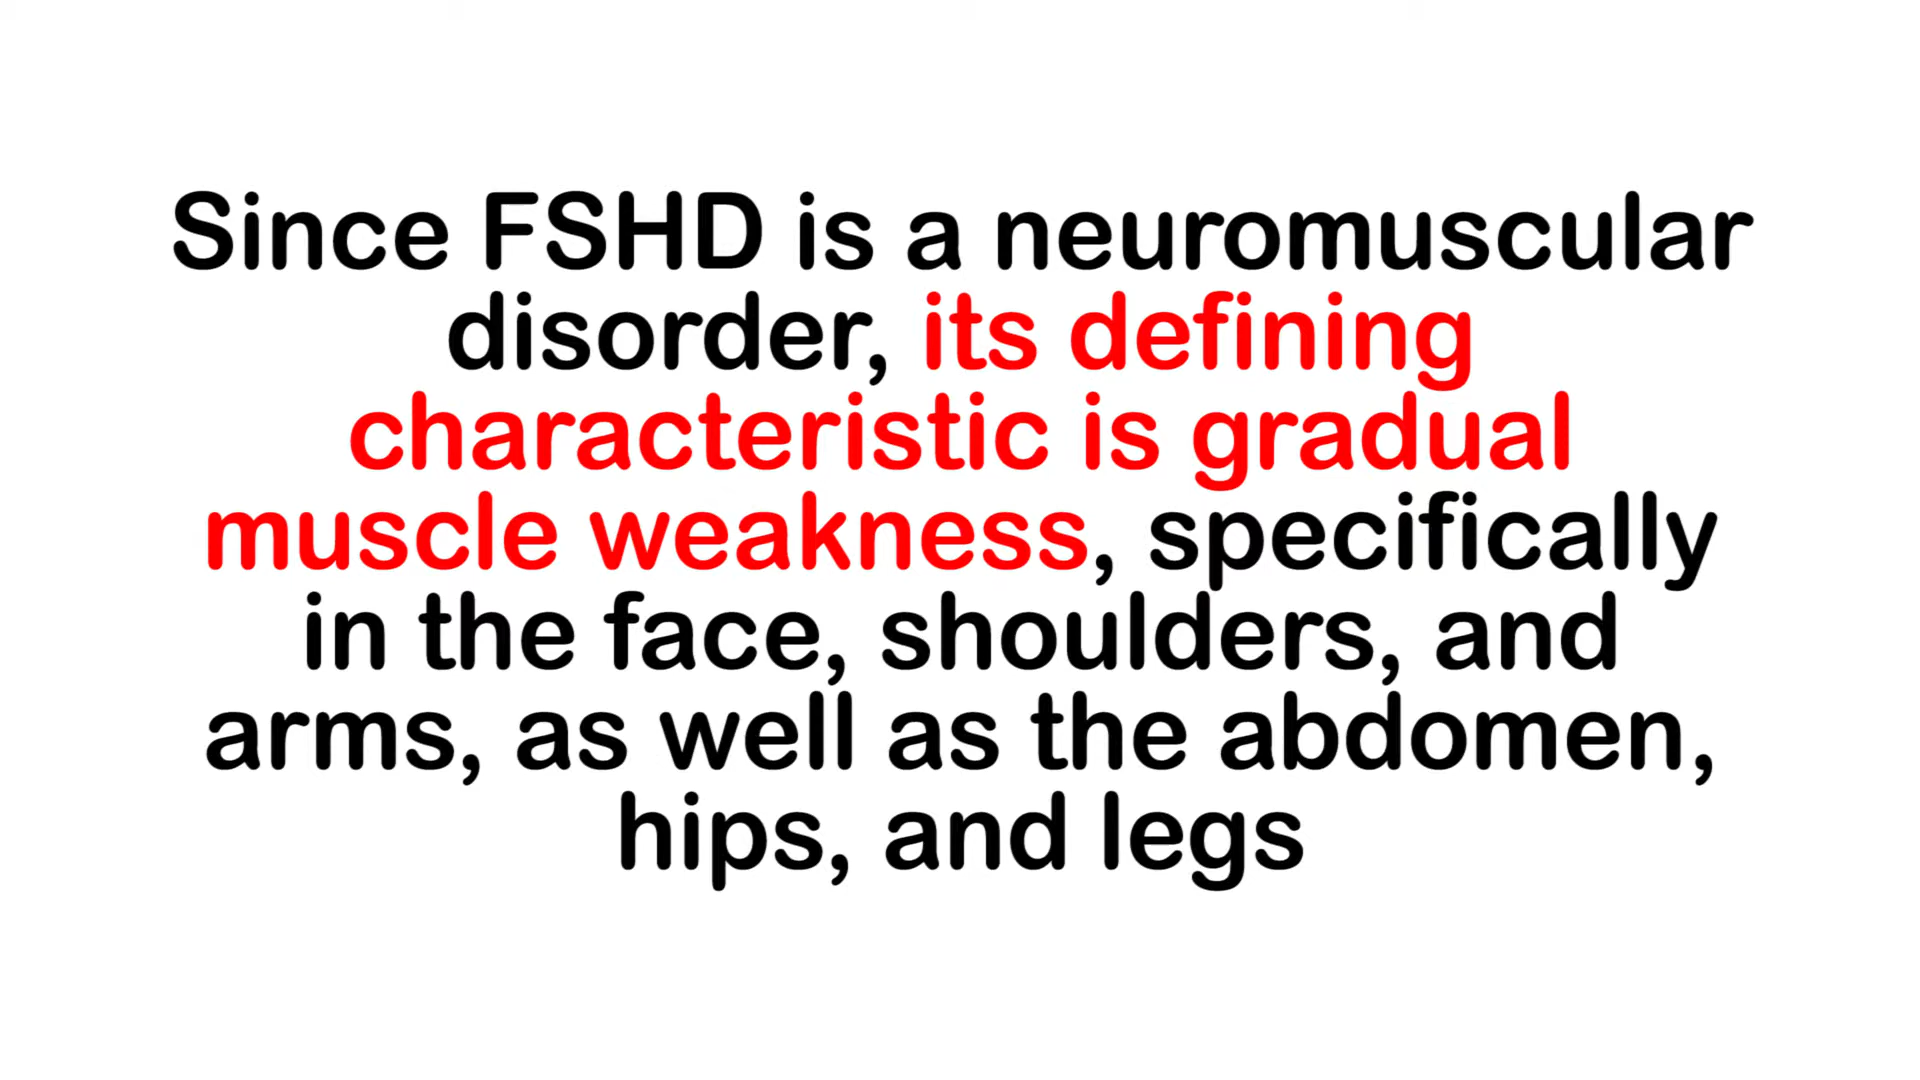 Since FSHD is a neuromuscular
disorder, its defining
characteristic is gradual
muscle weakness, specifically
in the face, shoulders, and
arms, as well as the abdomen,
hips, and legs